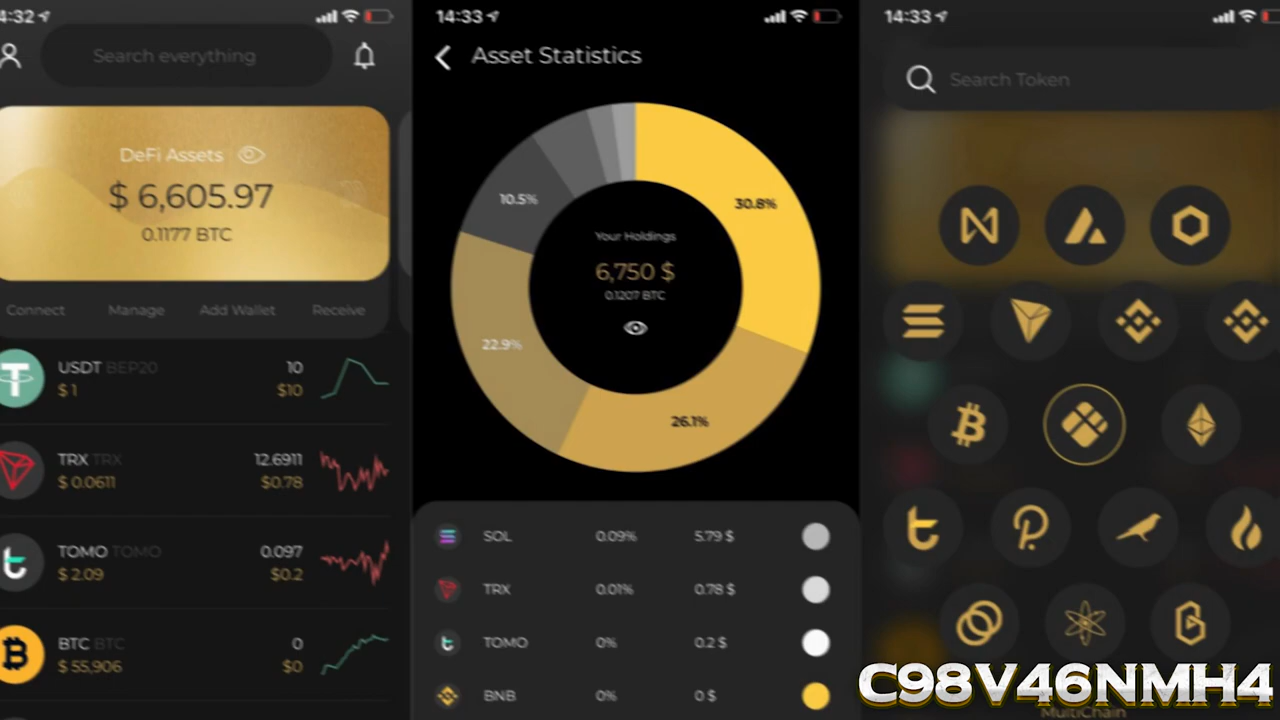 4:32
Search everything
DeFi Assets
$ 6,605.97
0.1177 BTC
Connect Manage Add Wallet Receive
USDT BEP20 10
$ 1 $10
TRX TRX 12.6911
$ 0.0611 $0.78
TOMO TOMO 0.097
$ 2.09 $0.2
BTC BTC 0
$ 55,906 $0
14:33
Asset Statistics
30.8%
10.5%
Your Holdings
6,750 $
0.1207 BTC
22.9%
26.1%
SOL 0.09% 5.79 $
TRX 0.01% 0.78 $
TOMO 0% 0.2 $
BNB 0% 0 $
14:33
Search Token
C98V46NMH4
MultiChain